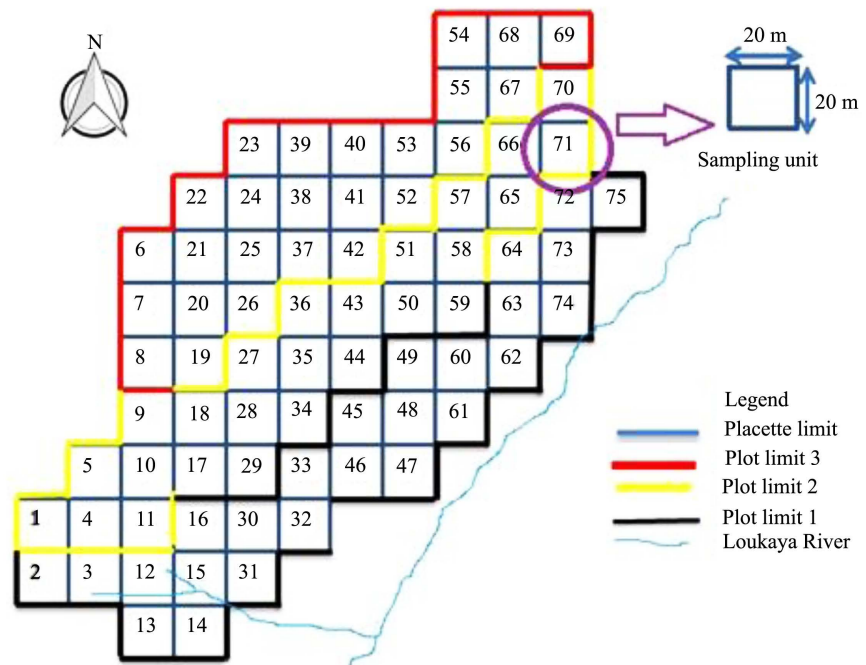 N
54 68 69
20 m
55 67 70
20 m
23 39 40 53 56 66 71
Sampling unit
22 24 38 41 52 57 65 72 75
6 21 25 37 42 51 58 64 73
7 20 26 36 43 50 59 63 74
8 19 27 35 44 49 60 62
9 18 28 34 45 48 61
5 10 17 29 33 46 47
1 4 11 16 30 32
2 3 12 15 31
13 14
Legend
Placette limit
Plot limit 3
Plot limit 2
Plot limit 1
Loukaya River